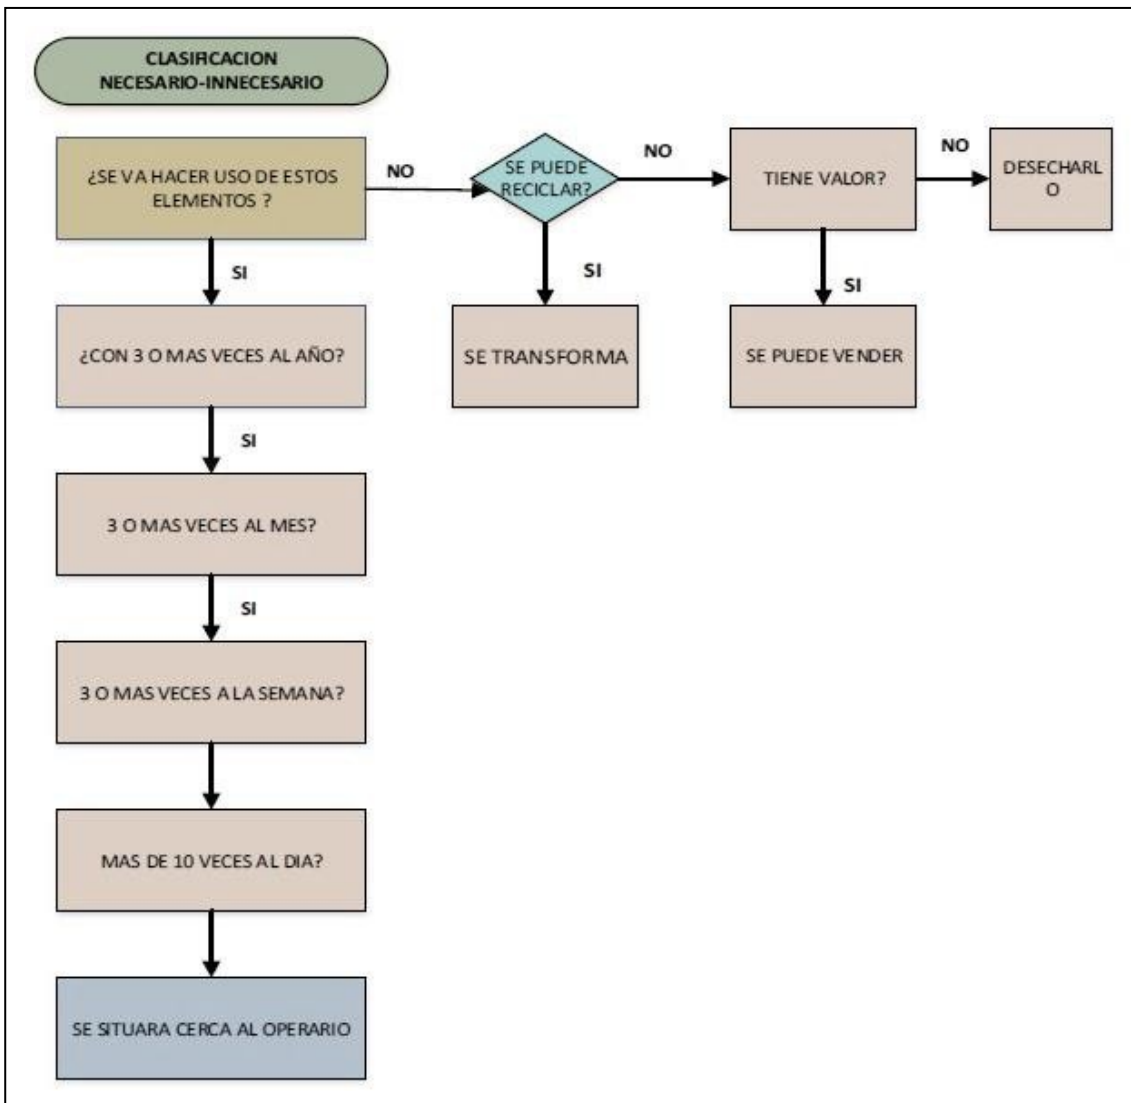 CLASIFICACION
NECESARIO-INNECESARIO
¿SE VA HACER USO DE ESTOS
ELEMENTOS ?
NO
SE PUEDE
RECICLAR?
NO
TIENE VALOR?
NO
DESECHARL
O
SI
SI
SI
¿CON 3 O MAS VECES AL AÑO?
SE TRANSFORMA
SE PUEDE VENDER
SI
3 O MAS VECES AL MES?
SI
3 O MAS VECES A LA SEMANA?
MAS DE 10 VECES AL DIA?
SE SITUARA CERCA AL OPERARIO